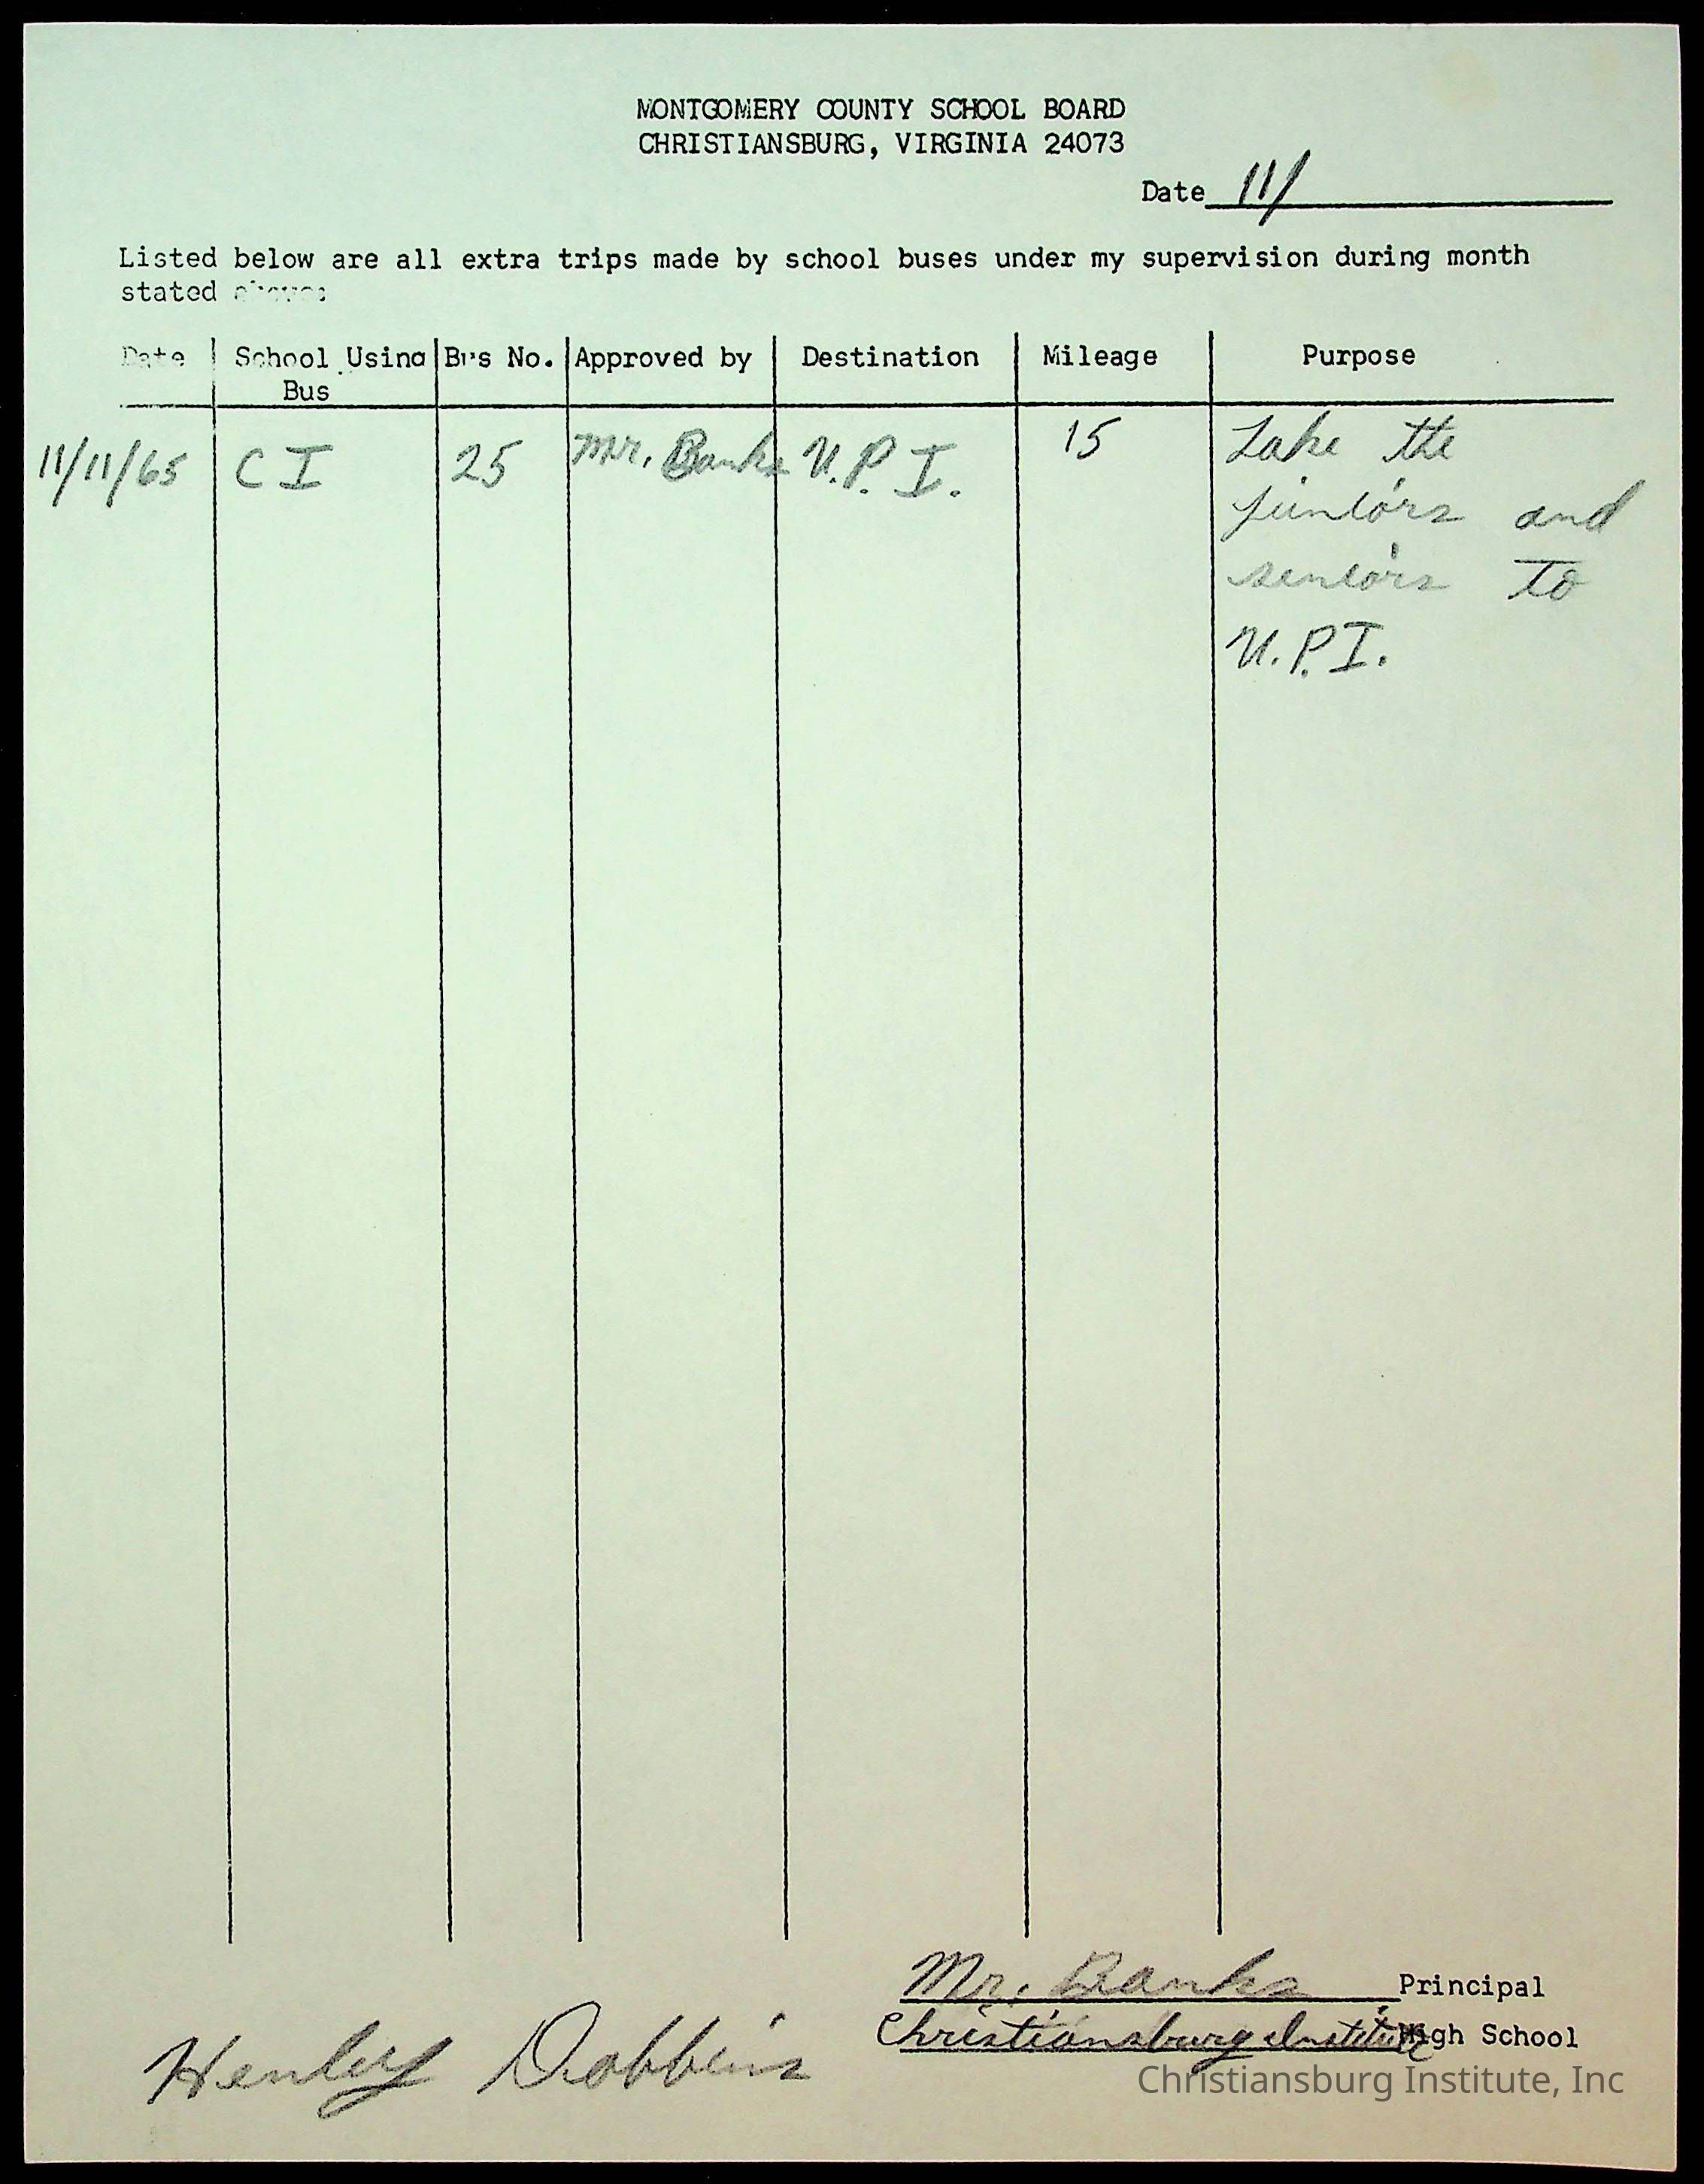 MONTGOMERY COUNTY SCHOOL BOARD
CHRISTIANSBURG, VIRGINIA 24073
Date 11/
Listed below are all extra trips made by school buses under my supervision during month
stated above:
Date School Using Bus No. Approved by Destination Mileage Purpose
Bus
11/11/65 C I 25 Mr. Banks V.P.I. 15 Take the
juniors and
seniors to
V.P.I.
Mr. Banks Principal
Christiansburg Institute High School
Henley Dobbins
Christiansburg Institute, Inc